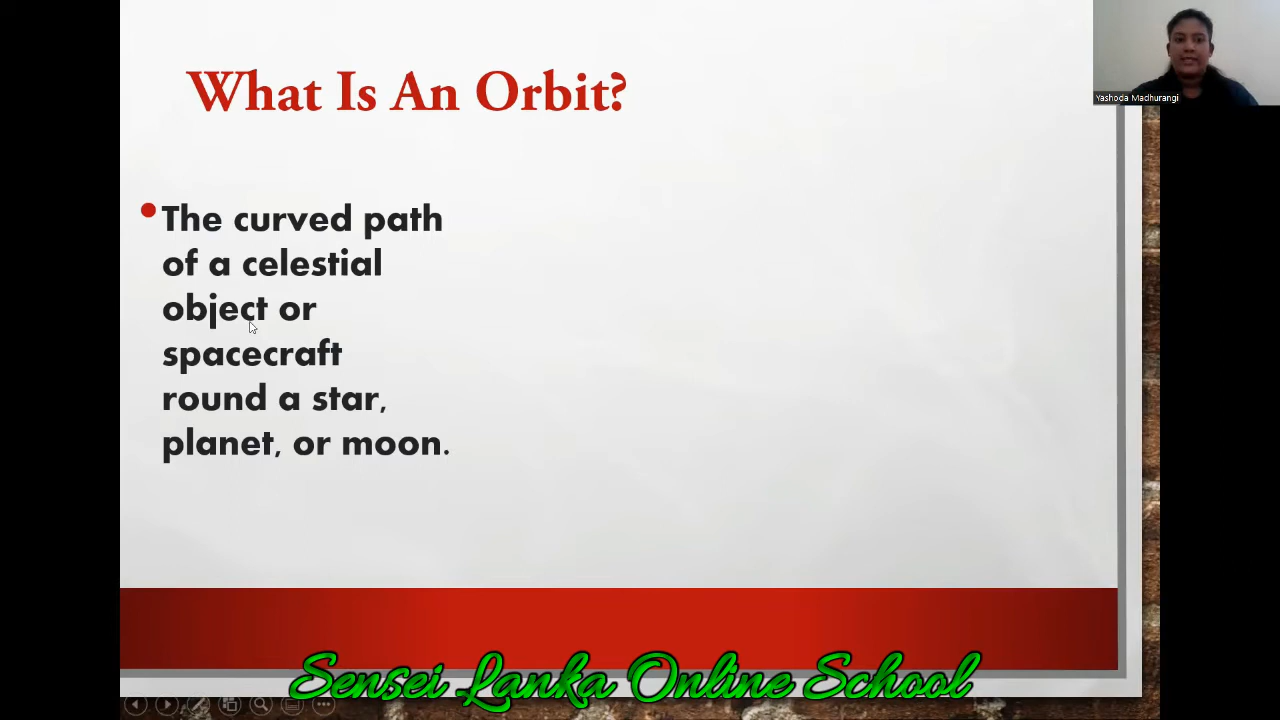 What Is An Orbit?
Yashoda Madhurangi
The curved path
of a celestial
object or
spacecraft
round a star,
planet, or moon.
Sensei Lanka Online School